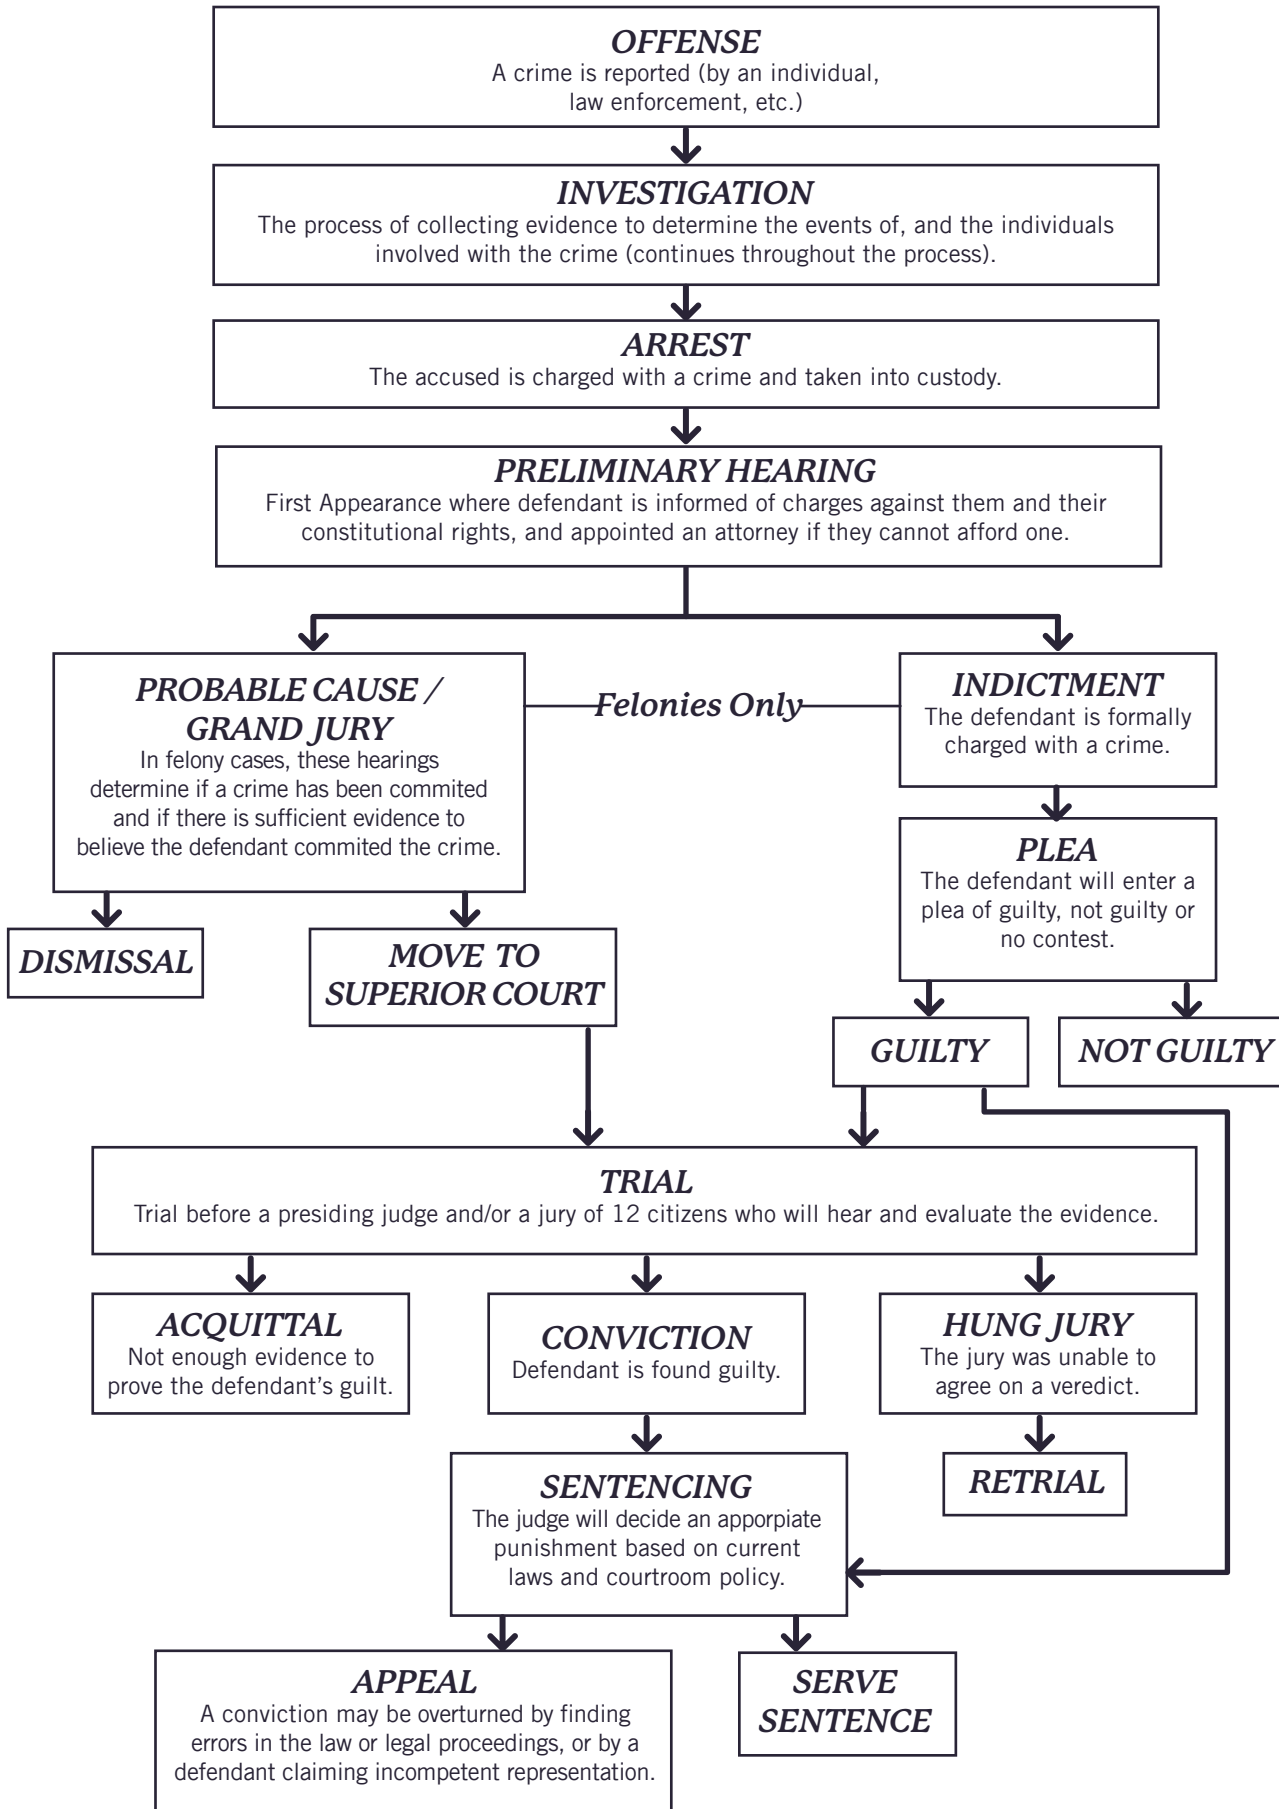 OFFENSE
A crime is reported (by an individual,
law enforcement, etc.)
INVESTIGATION
The process of collecting evidence to determine the events of, and the individuals
involved with the crime (continues throughout the process).
ARREST
The accused is charged with a crime and taken into custody.
PRELIMINARY HEARING
First Appearance where defendant is informed of charges against them and their
constitutional rights, and appointed an attorney if they cannot afford one.
PROBABLE CAUSE /
GRAND JURY
In felony cases, these hearings
determine if a crime has been commited
and if there is sufficient evidence to
believe the defendant commited the crime.
Felonies Only
INDICTMENT
The defendant is formally
charged with a crime.
PLEA
The defendant will enter a
plea of guilty, not guilty or
no contest.
DISMISSAL
MOVE TO
SUPERIOR COURT
GUILTY
NOT GUILTY
TRIAL
Trial before a presiding judge and/or a jury of 12 citizens who will hear and evaluate the evidence.
ACQUITTAL
Not enough evidence to
prove the defendant's guilt.
CONVICTION
Defendant is found guilty.
HUNG JURY
The jury was unable to
agree on a veredict.
RETRIAL
SENTENCING
The judge will decide an apporpiate
punishment based on current
laws and courtroom policy.
APPEAL
A conviction may be overturned by finding
errors in the law or legal proceedings, or by a
defendant claiming incompetent representation.
SERVE
SENTENCE